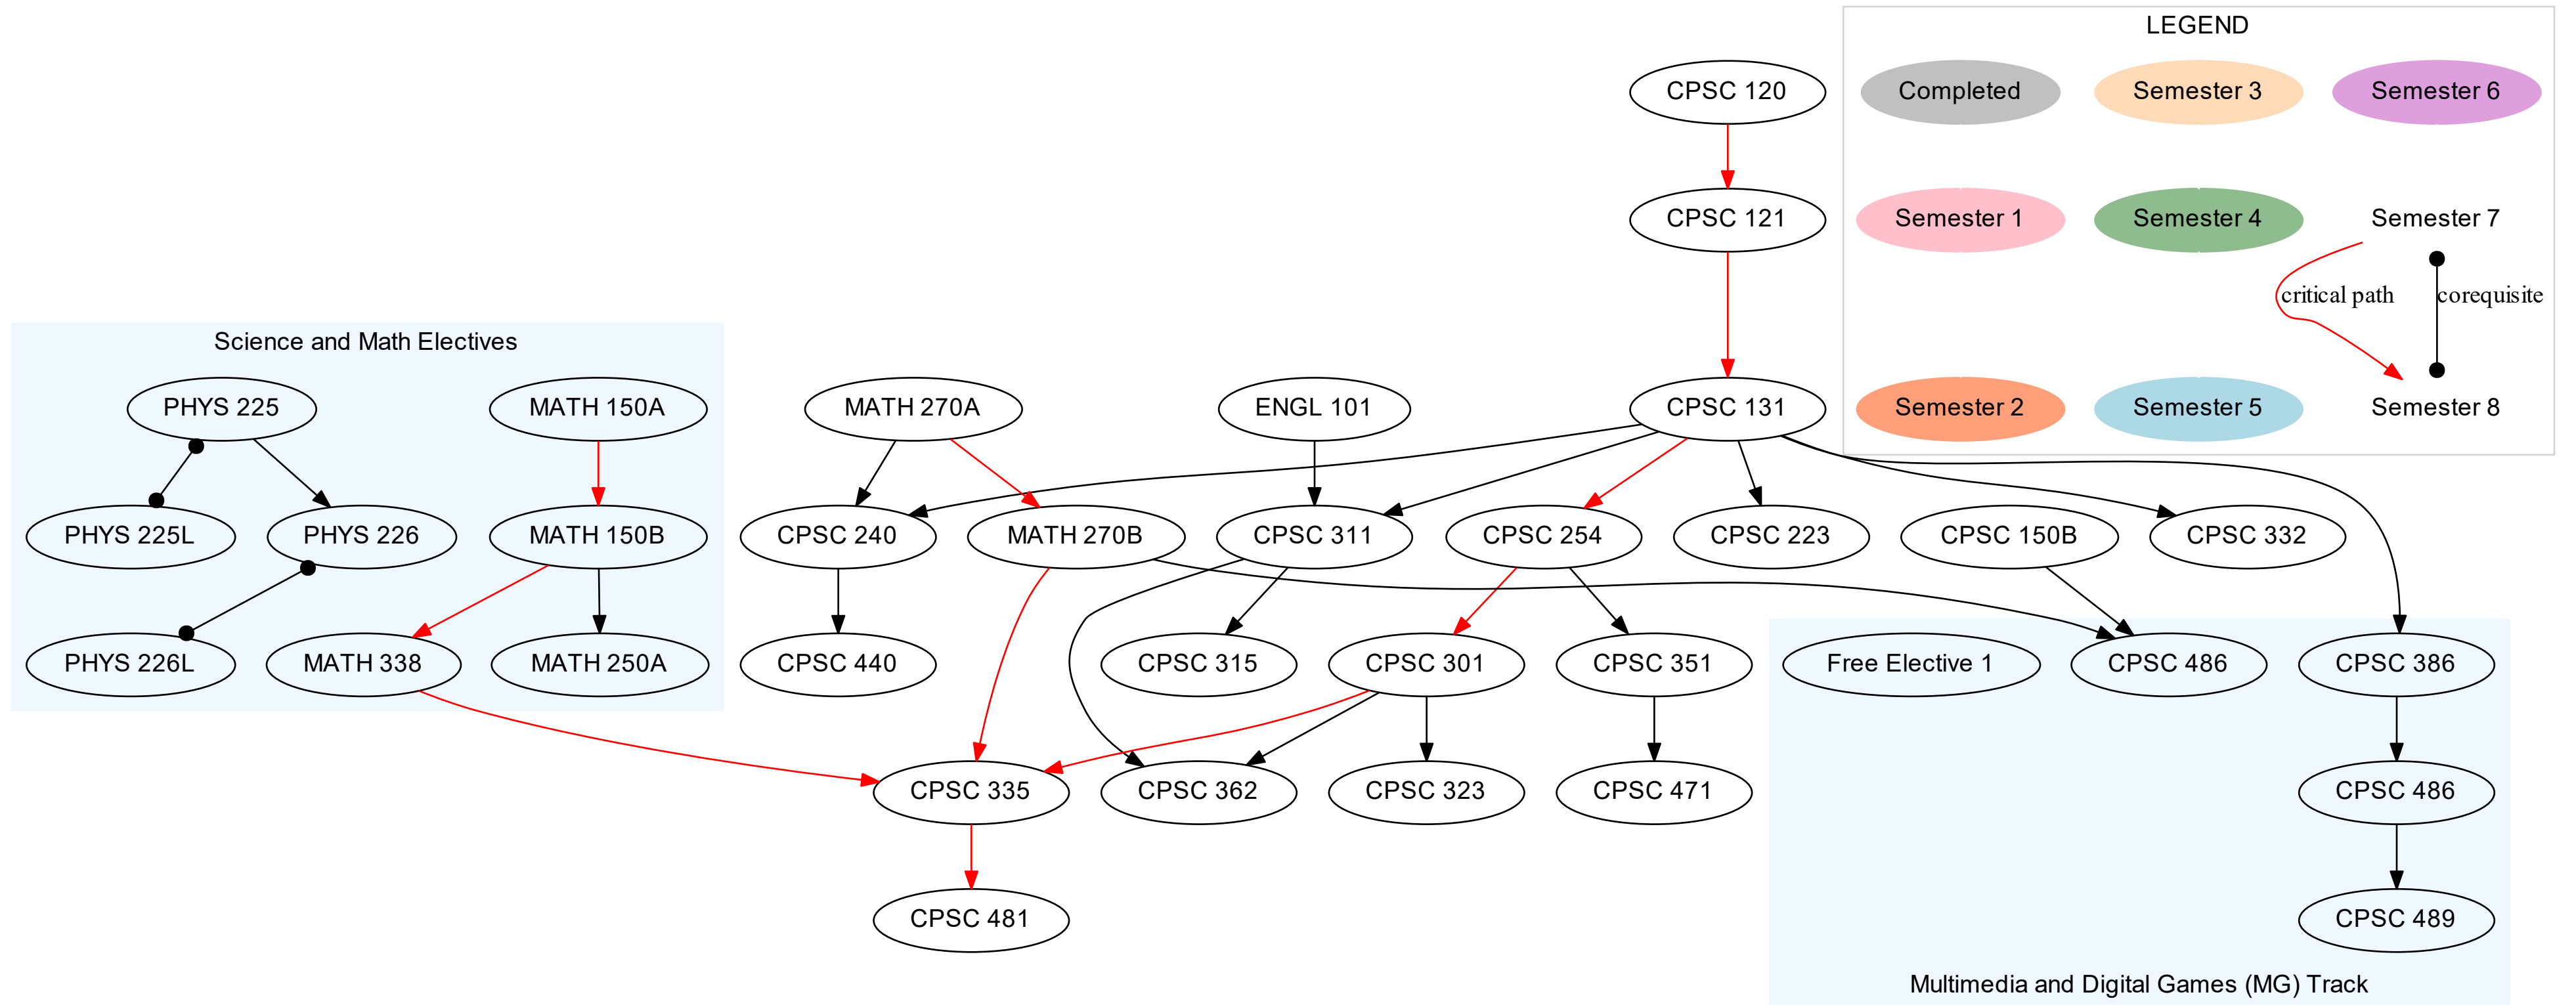 LEGEND
CPSC 120
Completed
Semester 3
Semester 6
CPSC 121
Semester 1
Semester 4
Semester 7
critical path
corequisite
Science and Math Electives
PHYS 225
MATH 150A
MATH 270A
ENGL 101
CPSC 131
Semester 2
Semester 5
Semester 8
PHYS 225L
PHYS 226
MATH 150B
CPSC 240
MATH 270B
CPSC 311
CPSC 254
CPSC 223
CPSC 150B
CPSC 332
PHYS 226L
MATH 338
MATH 250A
CPSC 440
CPSC 315
CPSC 301
CPSC 351
Free Elective 1
CPSC 486
CPSC 386
CPSC 335
CPSC 362
CPSC 323
CPSC 471
CPSC 486
CPSC 481
CPSC 489
Multimedia and Digital Games (MG) Track